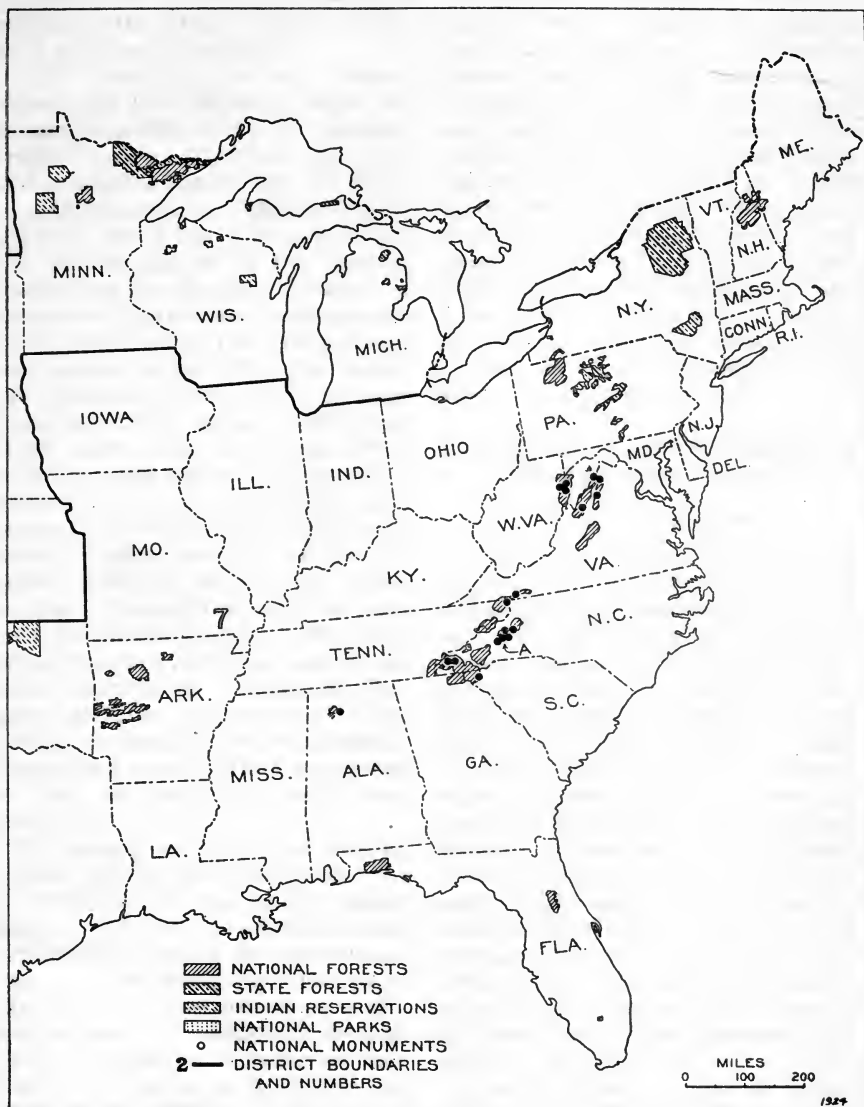 ME.
VT.
N.H.
MINN.
MASS.
N.Y.
CONN.
WIS.
R.I.
MICH.
IOWA
PA.
N.J.
OHIO
MD.
DEL.
ILL.
IND.
W.VA.
MO.
VA.
KY.
7
N.C.
TENN.
A
ARK.
S.C.
MISS.
ALA.
GA.
LA.
FLA.
NATIONAL FORESTS
STATE FORESTS
INDIAN RESERVATIONS
NATIONAL PARKS
NATIONAL MONUMENTS
2 DISTRICT BOUNDARIES
AND NUMBERS
MILES
0 100 200
1924